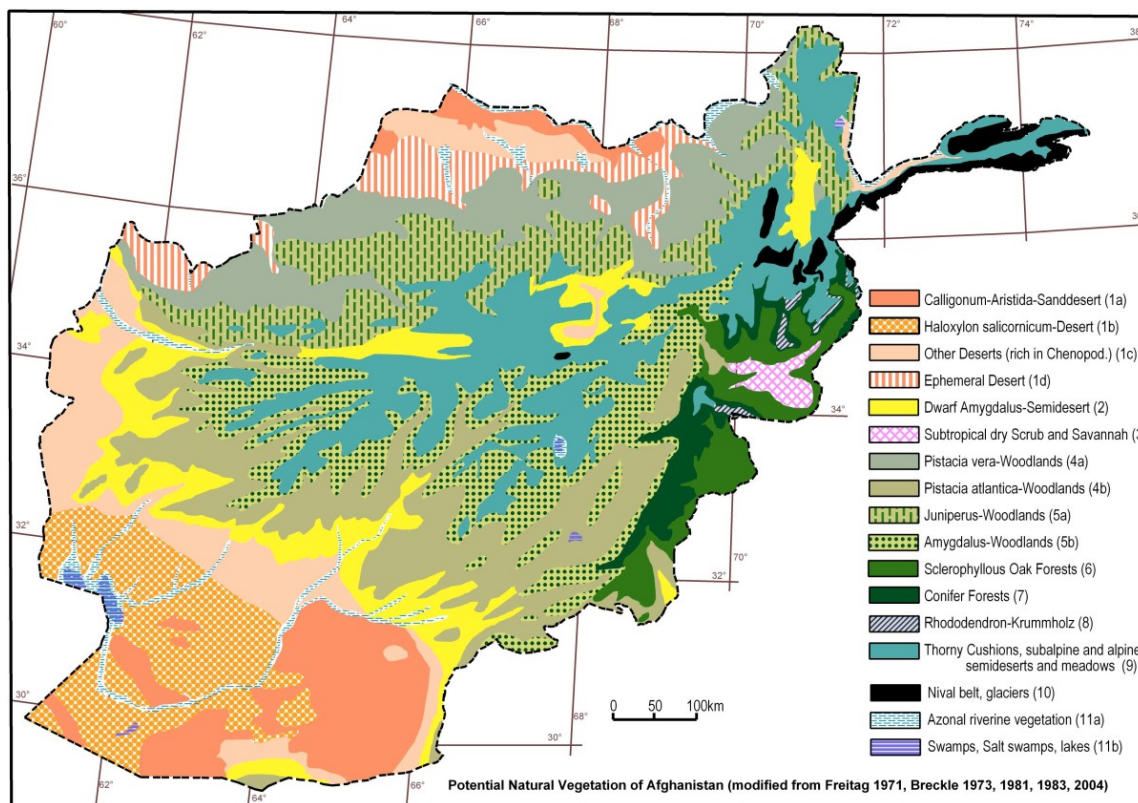 60°
62°
64°
66°
68°
70°
72°
74°
38
36°
36
34°
34°
32°
32°
70°
30°
30°
68°
62°
64°
66°
Calligonum-Aristida-Sanddesert (1a)
Haloxylon salicornicum-Desert (1b)
Other Deserts (rich in Chenopod.) (1c)
Ephemeral Desert (1d)
Dwarf Amygdalus-Semidesert (2)
Subtropical dry Scrub and Savannah (3
Pistacia vera-Woodlands (4a)
Pistacia atlantica-Woodlands (4b)
Juniperus-Woodlands (5a)
Amygdalus-Woodlands (5b)
Sclerophyllous Oak Forests (6)
Conifer Forests (7)
Rhododendron-Krummholz (8)
Thorny Cushions, subalpine and alpine
semideserts and meadows (9)
Nival belt, glaciers (10)
Azonal riverine vegetation (11a)
Swamps, Salt swamps, lakes (11b)
0 50 100km
Potential Natural Vegetation of Afghanistan (modified from Freitag 1971, Breckle 1973, 1981, 1983, 2004)